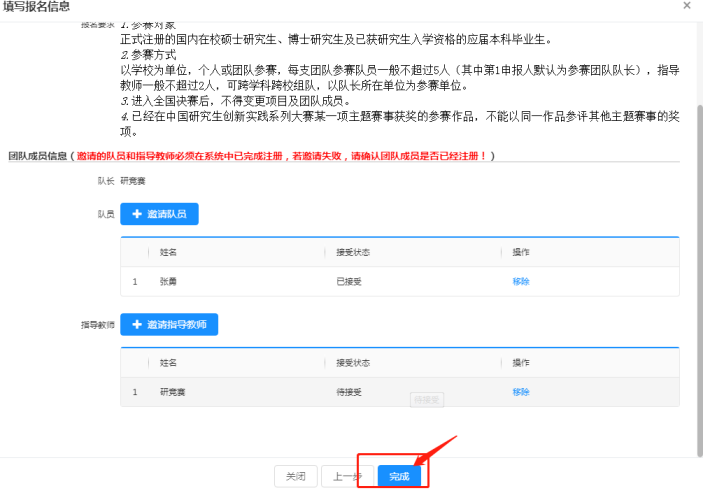 填写报名信息
×
报名要求 1. 参赛对象
正式注册的国内在校硕士研究生、博士研究生及已获研究生入学资格的应届本科毕业生。
2. 参赛方式
以学校为单位，个人或团队参赛，每支团队参赛队员一般不超过5人（其中第1申报人默认为参赛团队队长），指导
教师一般不超过2人，可跨学科跨校组队，以队长所在单位为参赛单位。
3. 进入全国决赛后，不得变更项目及团队成员。
4. 已经在中国研究生创新实践系列大赛某一项主题赛事获奖的参赛作品，不能以同一作品参评其他主题赛事的奖
项。
团队成员信息（邀请的队员和指导教师必须在系统中已完成注册，若邀请失败，请确认团队成员是否已经注册！）
队长 研竞赛
队员 + 邀请队员
姓名 接受状态 操作
1 张勇 已接受 移除
指导教师 + 邀请指导教师
姓名 接受状态 操作
1 研竞赛 待接受 移除
待接受
关闭 上一步 完成